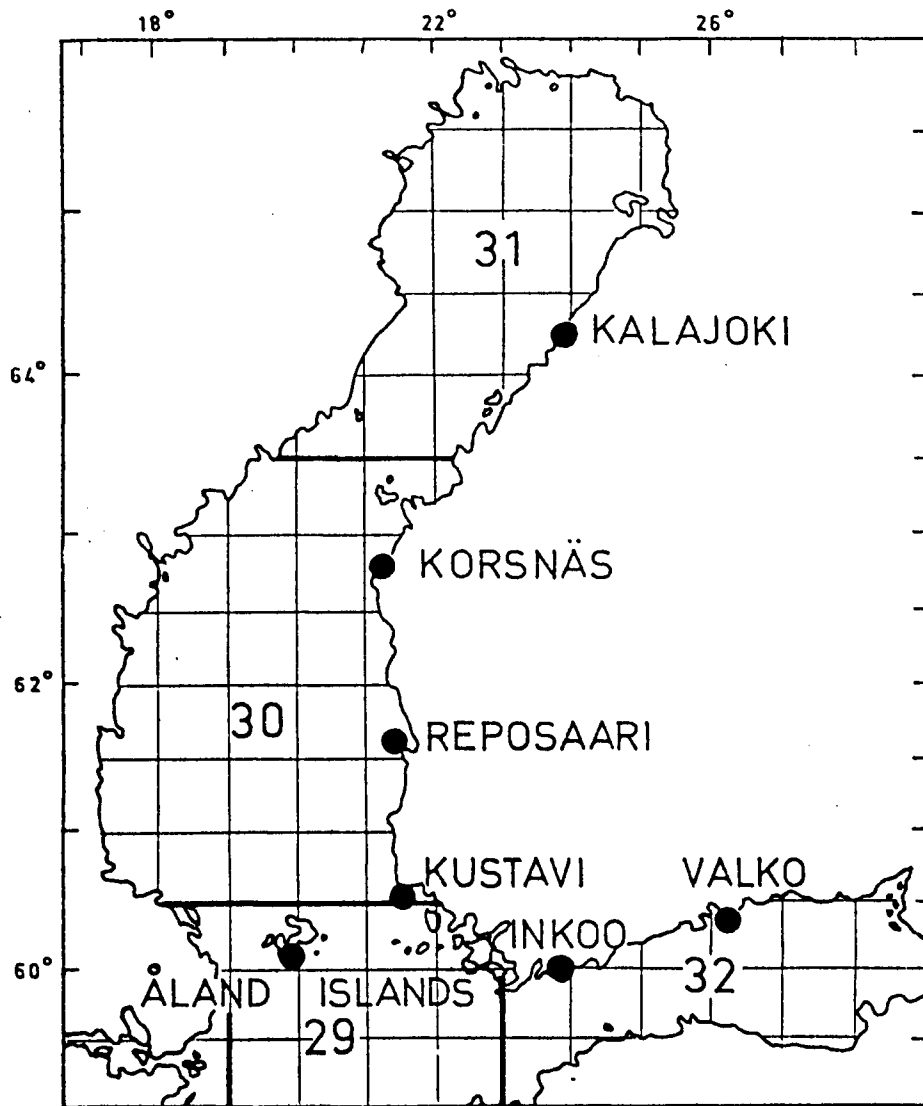 18° 22° 26°
31
KALAJOKI
64°
KORSNÄS
62°
30
REPOSAARI
KUSTAVI VALKO
INKOO
60°
32
ÅLAND ISLANDS
29